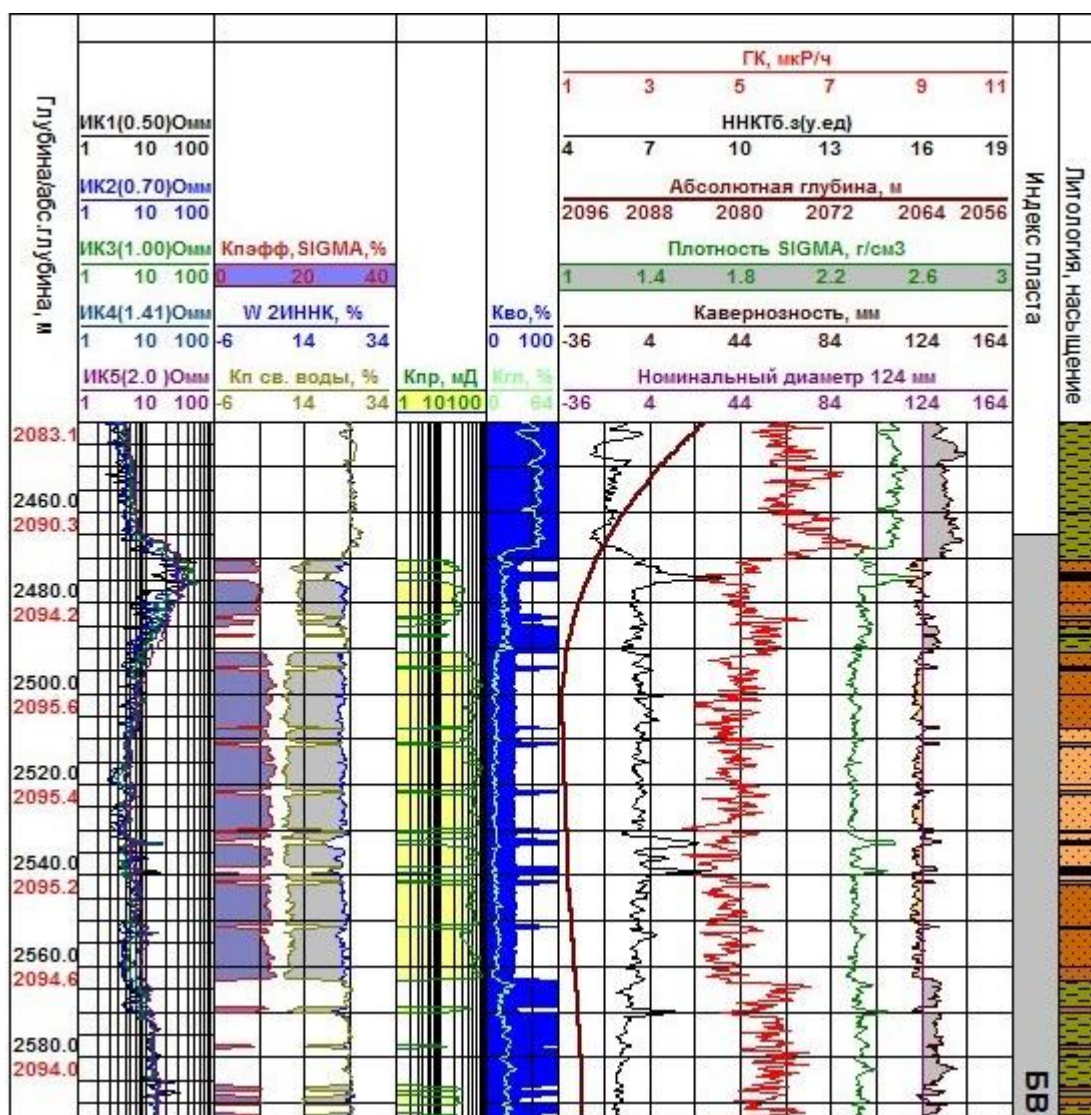 Глубина/абс.глубина, м
ИК1(0.50)Омм
1 10 100
ИК2(0.70)Омм
1 10 100
ИК3(1.00)Омм
1 10 100
ИК4(1.41)Омм
1 10 100
ИК5(2.0 )Омм
1 10 100
Кпэфф,SIGMA,%
0 20 40
W 2ИННК, %
-6 14 34
Кп св. воды, %
-6 14 34
Кпр, мД
1 10100
Кво,%
0 100
Кгл, %
0 64
ГК, мкР/ч
1 3 5 7 9 11
ННКТб.з(у.ед)
4 7 10 13 16 19
Абсолютная глубина, м
2096 2088 2080 2072 2064 2056
Плотность SIGMA, г/см3
1 1.4 1.8 2.2 2.6 3
Кавернозность, мм
-36 4 44 84 124 164
Номинальный диаметр 124 мм
-36 4 44 84 124 164
Индекс пласта
Литология, насыщение
2083.1
2460.0
2090.3
2480.0
2094.2
2500.0
2095.6
2520.0
2095.4
2540.0
2095.2
2560.0
2094.6
2580.0
2094.0
БВ